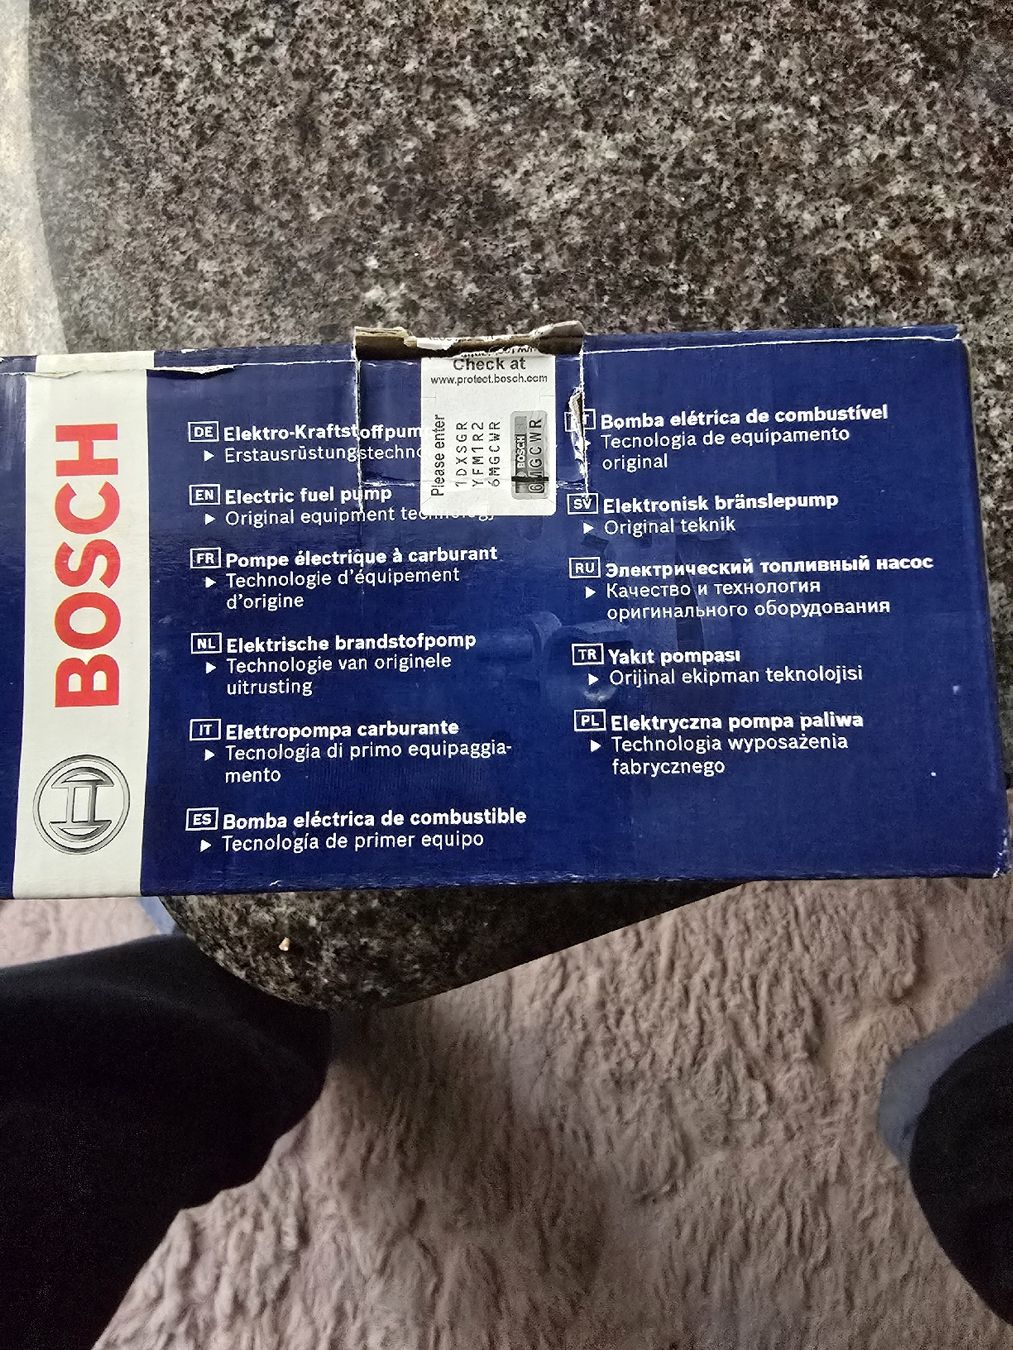 BOSCH
DE Elektro-Kraftstoffpump
Erstausrüstungstechno
EN Electric fuel pump
Original equipment technology
FR Pompe électrique à carburant
Technologie d'équipement
d'origine
NL Elektrische brandstofpomp
Technologie van originele
uitrusting
IT Elettropompa carburante
Tecnologia di primo equipaggia-
mento
ES Bomba eléctrica de combustible
Tecnología de primer equipo
Check at
www.protect.bosch.com
Please enter
1DXSGR
YFM1R2
6MGCWR
BOSCH
6MGCWR
Bomba elétrica de combustível
Tecnologia de equipamento
original
SV Elektronisk bränslepump
Original teknik
RU Электрический топливный насос
Качество и технология
оригинального оборудования
TR Yakıt pompası
Orijinal ekipman teknolojisi
PL Elektryczna pompa paliwa
Technologia wyposażenia
fabrycznego